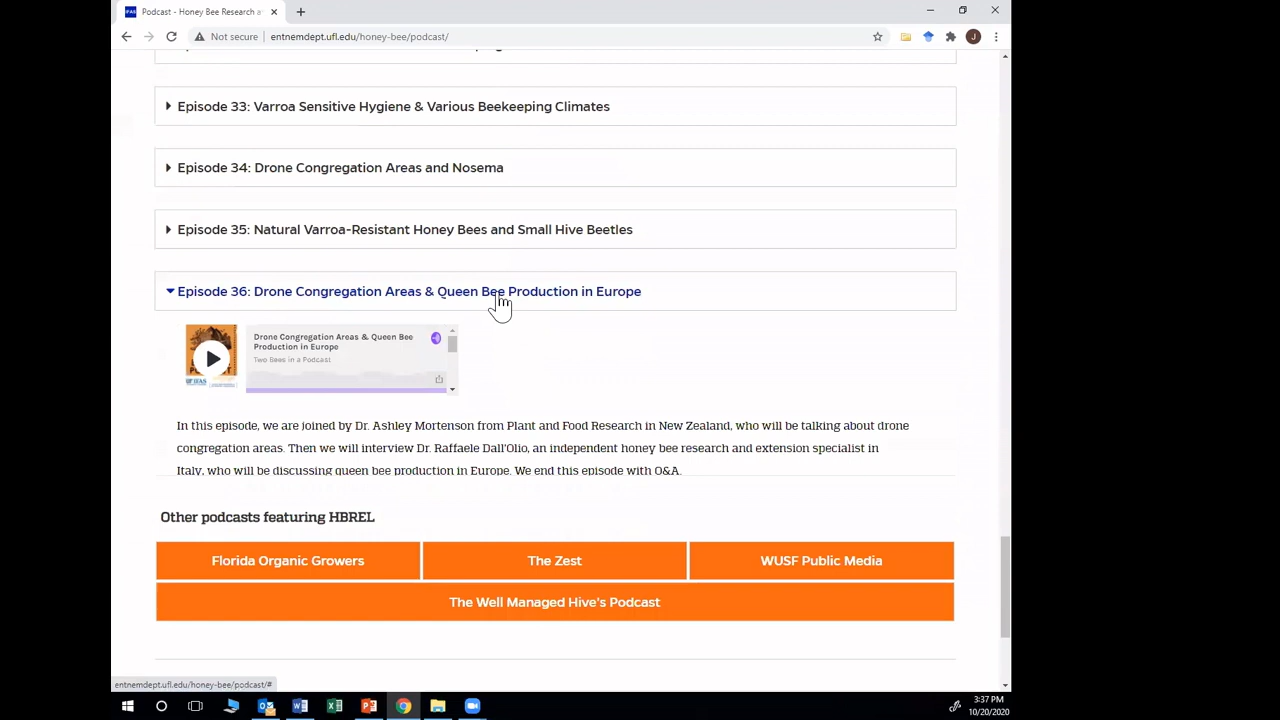 Podcast - Honey Bee Research a
Not secure
entnemdept.ufl.edu/honey-bee/podcast/
J
Episode 33: Varroa Sensitive Hygiene & Various Beekeeping Climates
Episode 34: Drone Congregation Areas and Nosema
Episode 35: Natural Varroa-Resistant Honey Bees and Small Hive Beetles
Episode 36: Drone Congregation Areas & Queen Bee Production in Europe
Drone Congregation Areas & Queen Bee
Production in Europe
Two Bees in a Podcast
In this episode, we are joined by Dr. Ashley Mortenson from Plant and Food Research in New Zealand, who will be talking about drone
congregation areas. Then we will interview Dr. Raffaele Dall'Olio, an independent honey bee research and extension specialist in
Italy, who will be discussing queen bee production in Europe. We end this episode with Q&A.
Other podcasts featuring HBREL
Florida Organic Growers
The Zest
WUSF Public Media
The Well Managed Hive's Podcast
entnemdept.ufl.edu/honey-bee/podcast/#
3:37 PM
10/20/2020